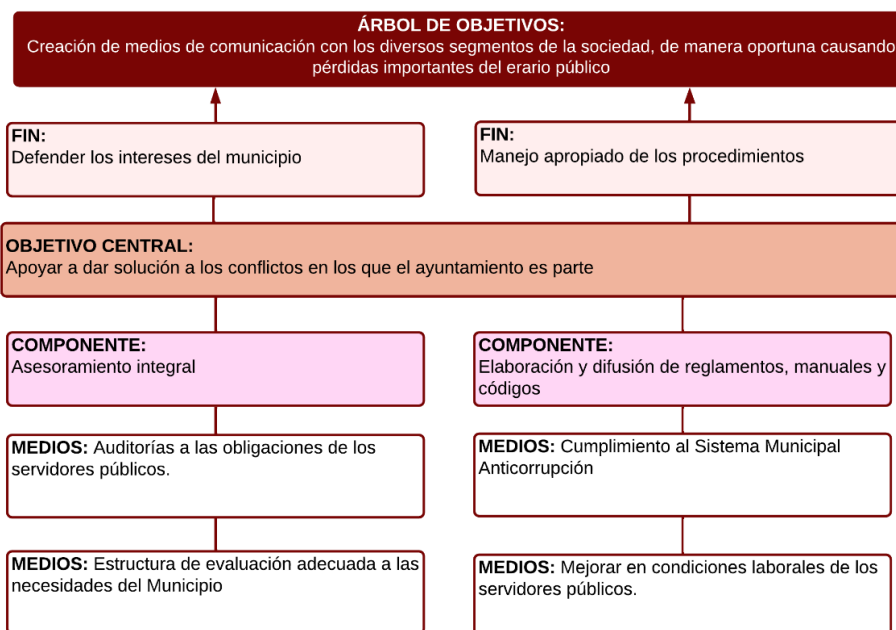 ÁRBOL DE OBJETIVOS:
Creación de medios de comunicación con los diversos segmentos de la sociedad, de manera oportuna causando
pérdidas importantes del erario público
FIN:
Defender los intereses del municipio
FIN:
Manejo apropiado de los procedimientos
OBJETIVO CENTRAL:
Apoyar a dar solución a los conflictos en los que el ayuntamiento es parte
COMPONENTE:
Asesoramiento integral
COMPONENTE:
Elaboración y difusión de reglamentos, manuales y
códigos
MEDIOS: Auditorías a las obligaciones de los
servidores públicos.
MEDIOS: Cumplimiento al Sistema Municipal
Anticorrupción
MEDIOS: Estructura de evaluación adecuada a las
necesidades del Municipio
MEDIOS: Mejorar en condiciones laborales de los
servidores públicos.